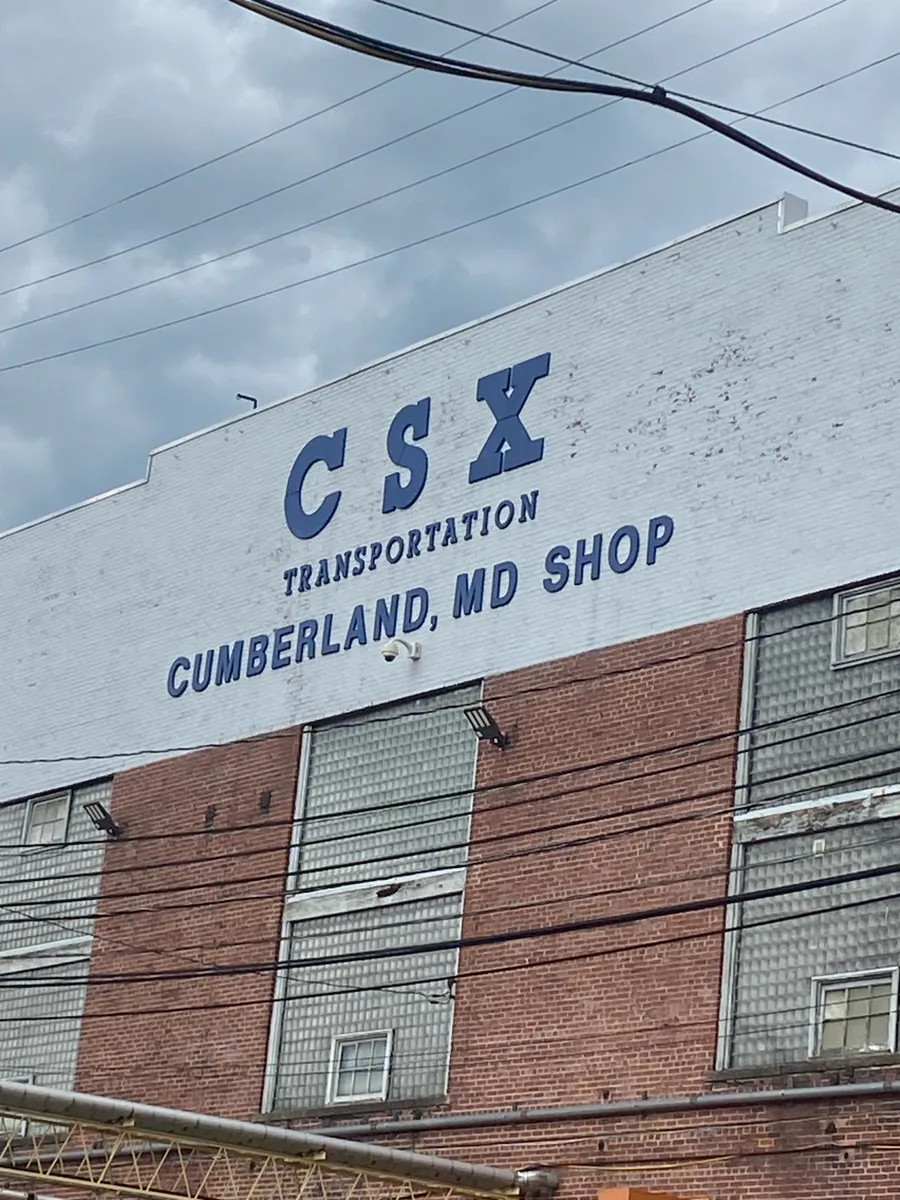 CSX
TRANSPORTATION
CUMBERLAND, MD SHOP